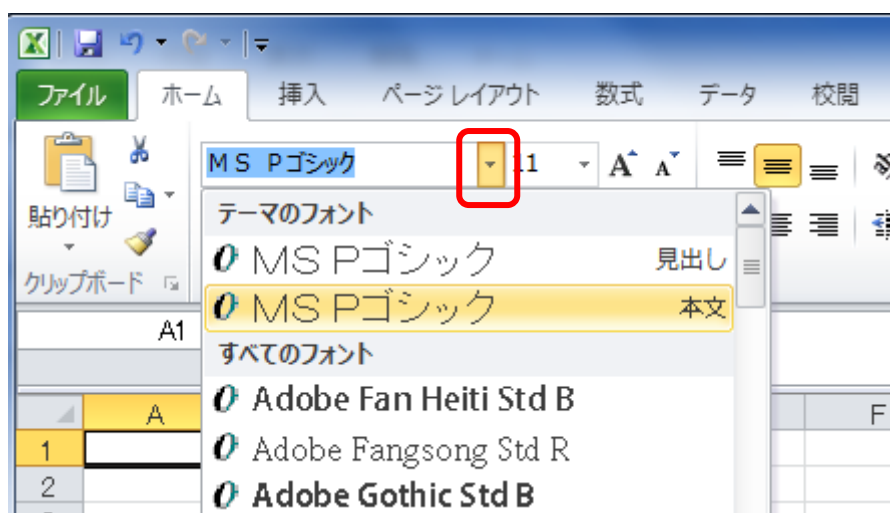 ファイル ホーム 挿入 ページ レイアウト 数式 データ 校閲
ＭＳ Ｐゴシック 11 A A
貼り付け
クリップボード
テーマのフォント
ＭＳ Ｐゴシック 見出し
ＭＳ Ｐゴシック 本文
すべてのフォント
Adobe Fan Heiti Std B
Adobe Fangsong Std R
Adobe Gothic Std B
A1
A F
1
2